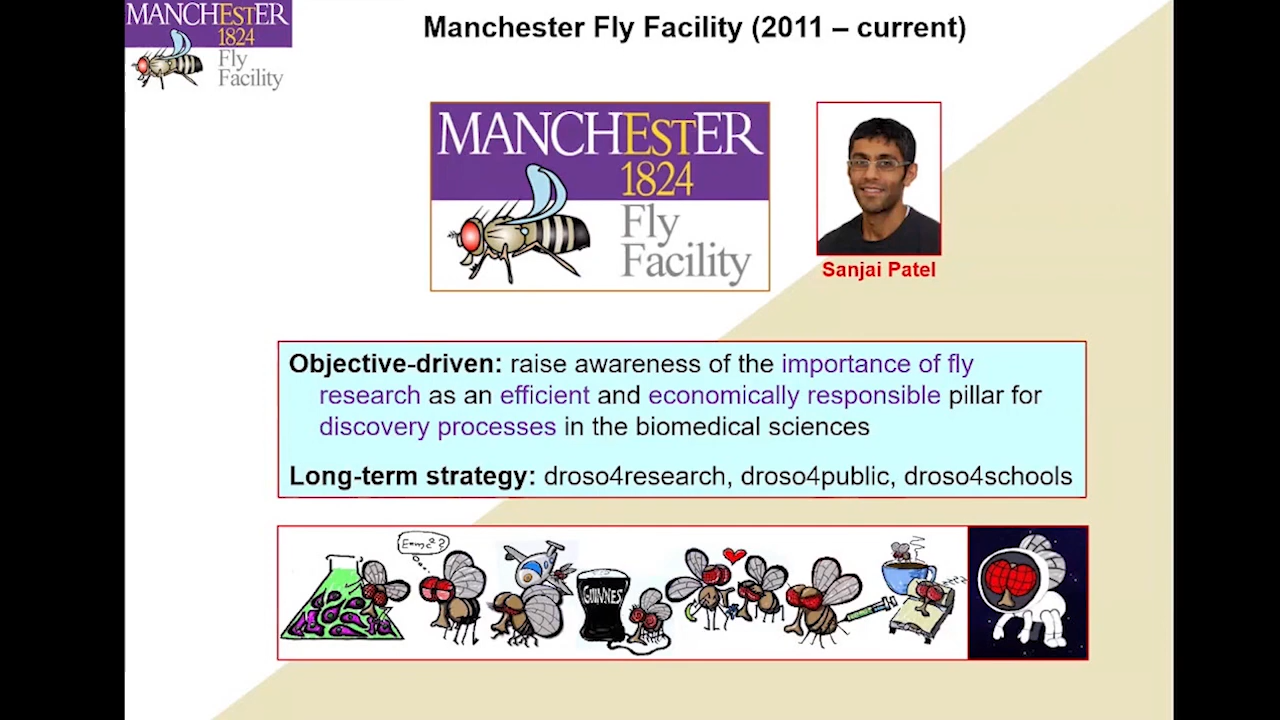 MANCHEsTER
1824
Fly
Facility
Manchester Fly Facility (2011 – current)
MANCHEsTER
1824
Fly
Facility
Sanjai Patel
Objective-driven: raise awareness of the importance of fly
research as an efficient and economically responsible pillar for
discovery processes in the biomedical sciences
Long-term strategy: droso4research, droso4public, droso4schools
E=mc²?
GUINNES'